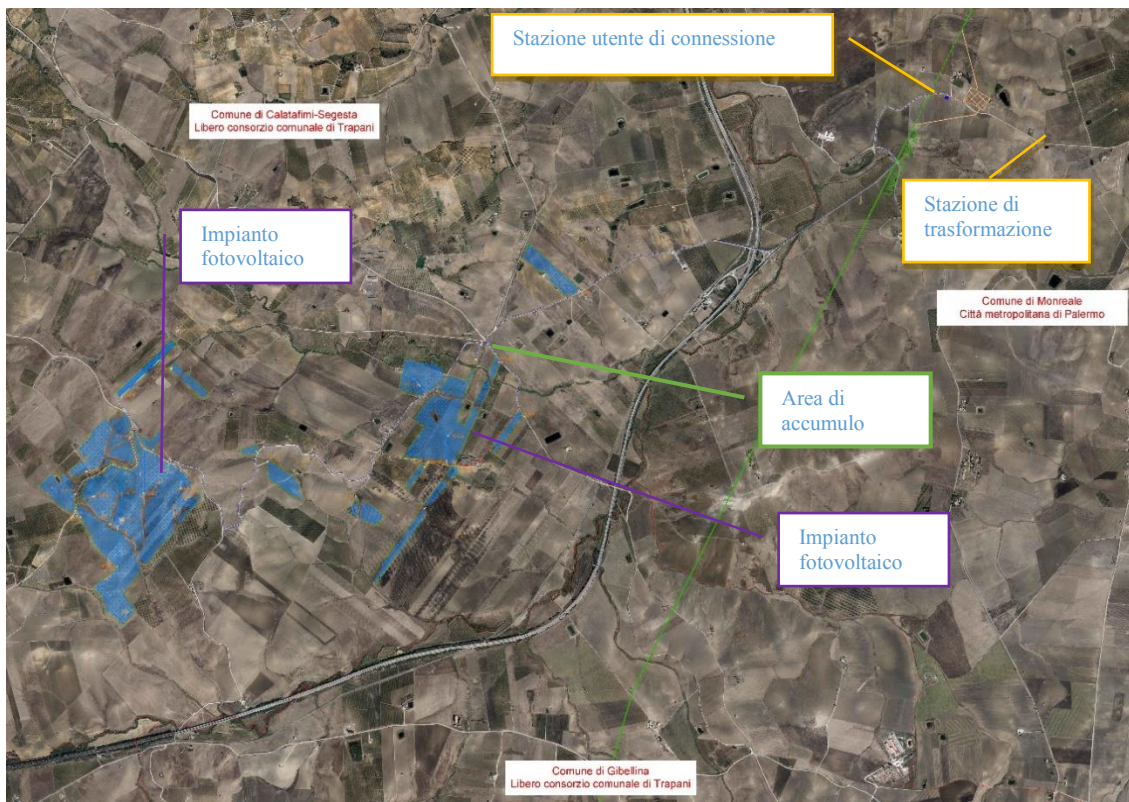 Stazione utente di connessione
Comune di Calatafimi-Segesta
Libero consorzio comunale di Trapani
Impianto
fotovoltaico
Stazione di
trasformazione
Comune di Monreale
Città metropolitana di Palermo
Area di
accumulo
Impianto
fotovoltaico
Comune di Gibellina
Libero consorzio comunale di Trapani